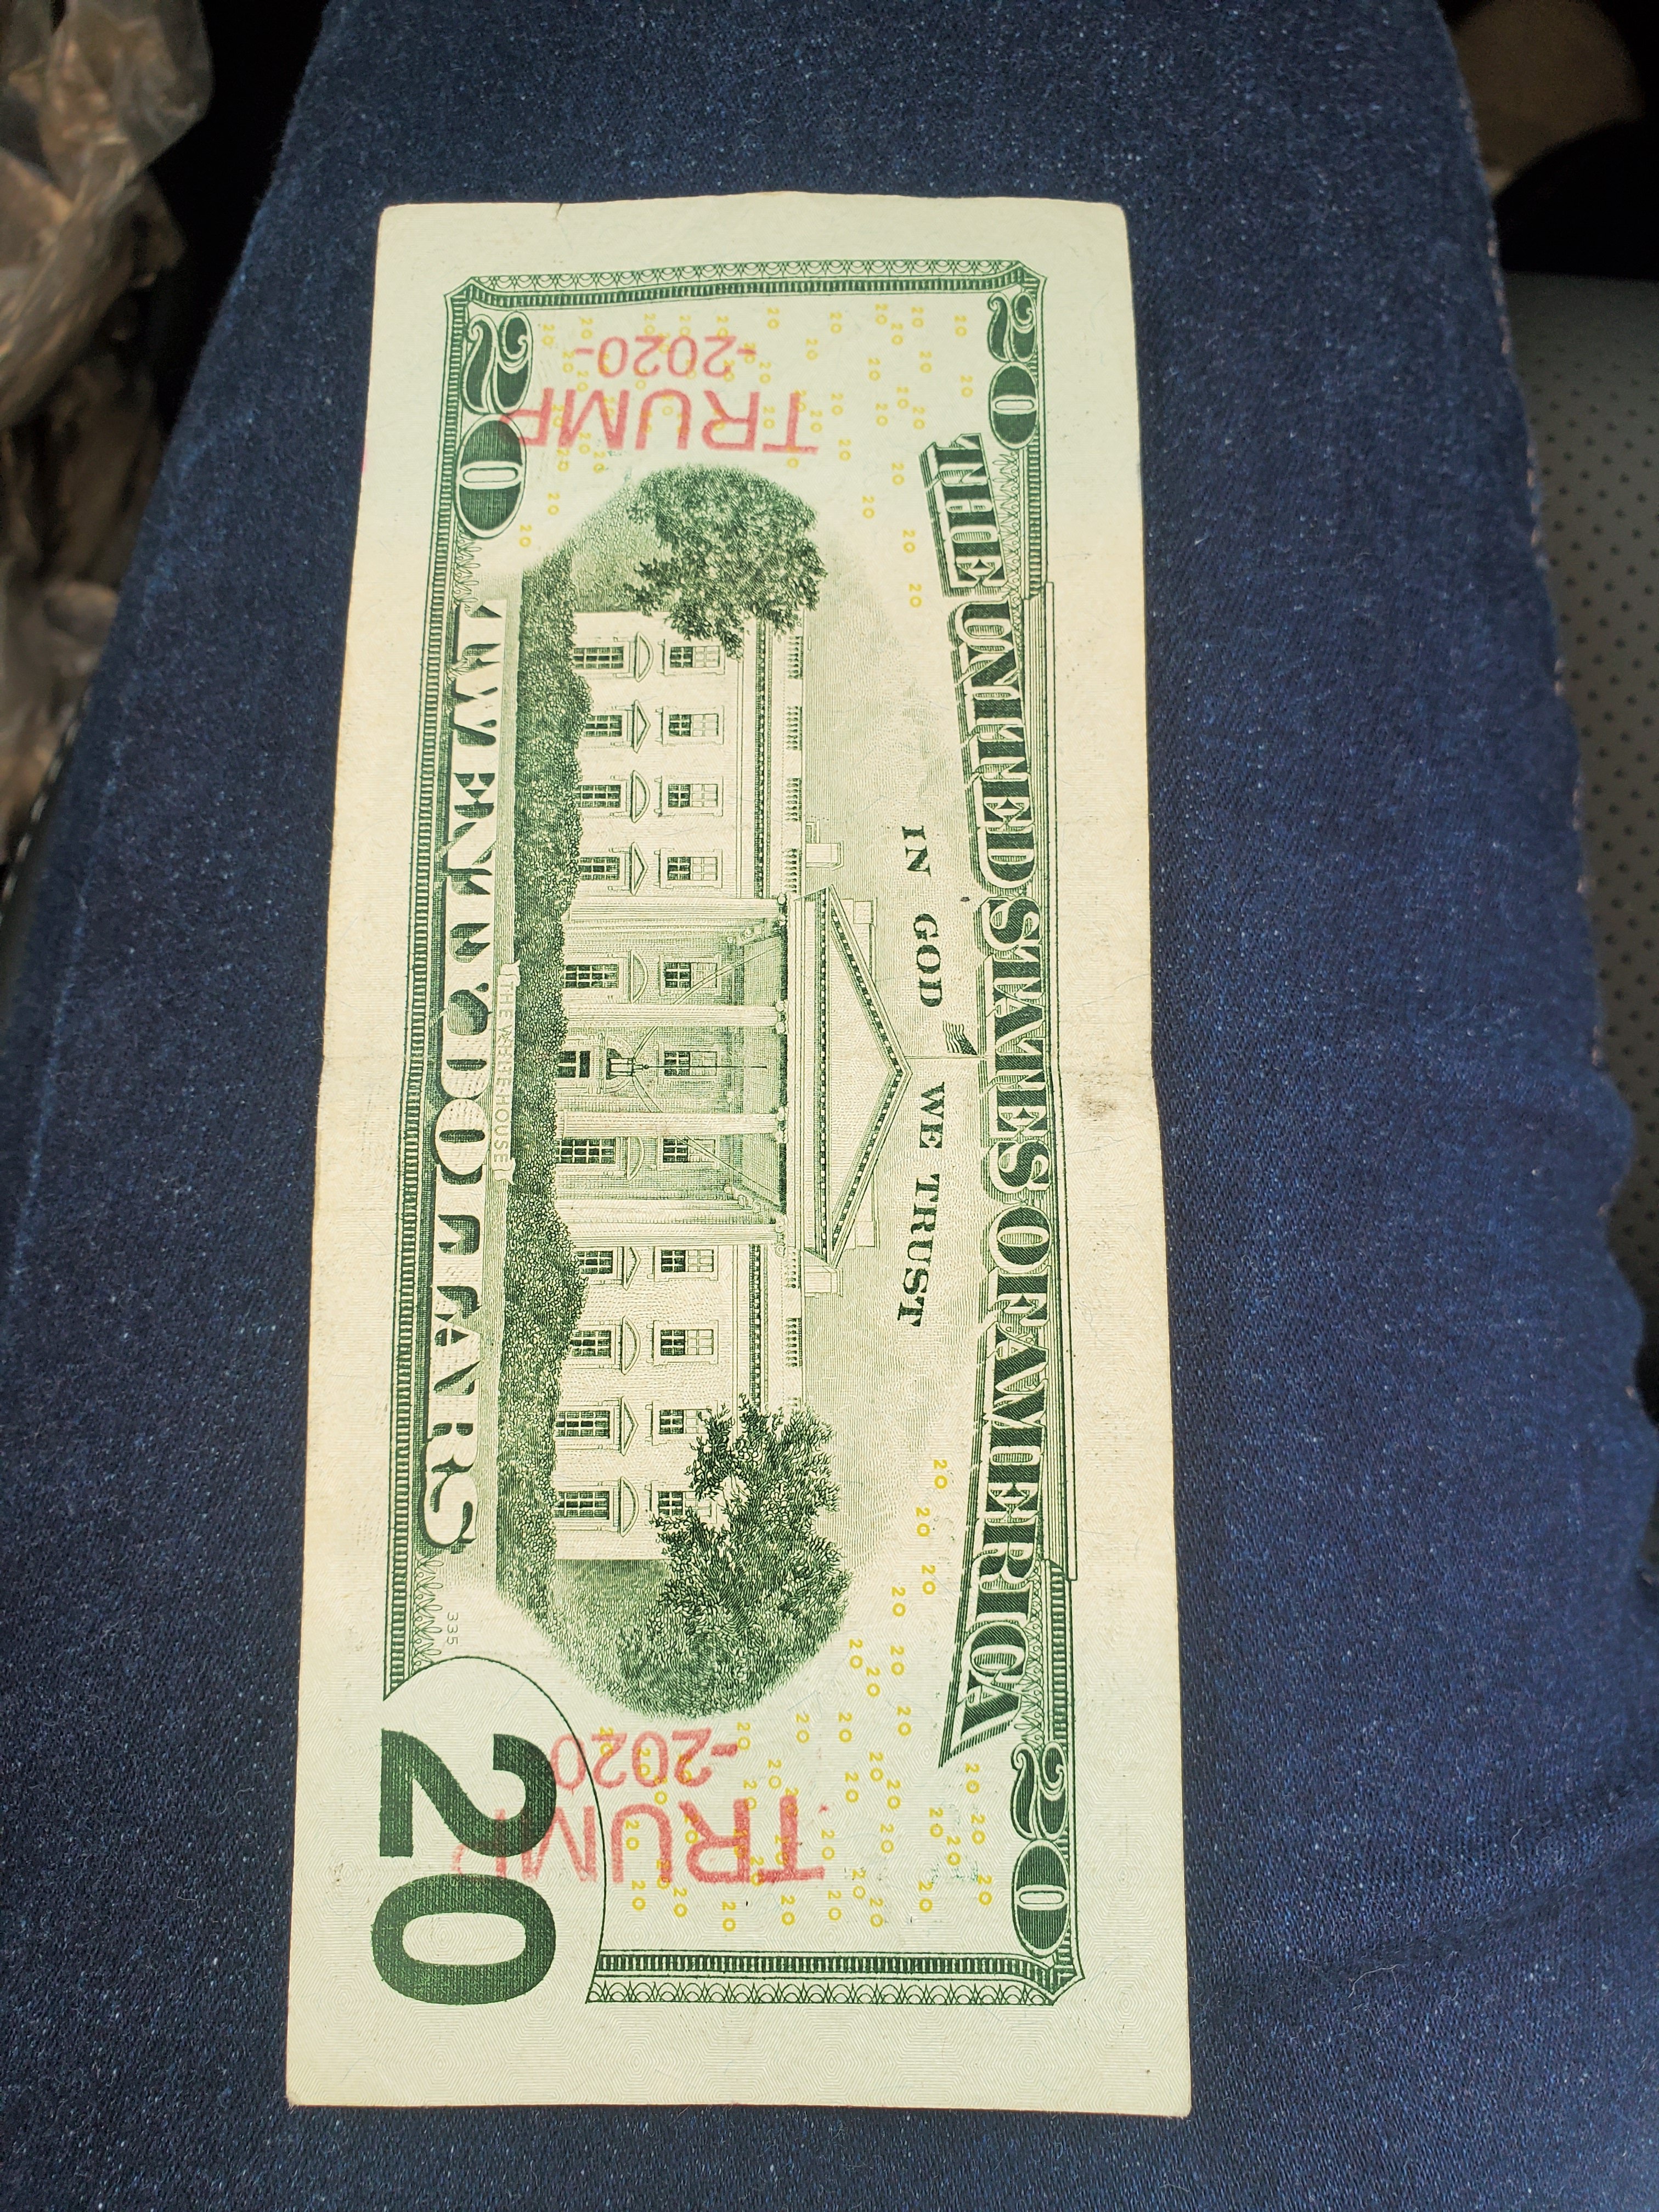 20
THE UNITED STATES OF AMERICA
20
IN GOD WE TRUST
TRUMP
-2020-
TRUMP
-2020
THE WHITE HOUSE
20
TWENTY DOLLARS
335
20